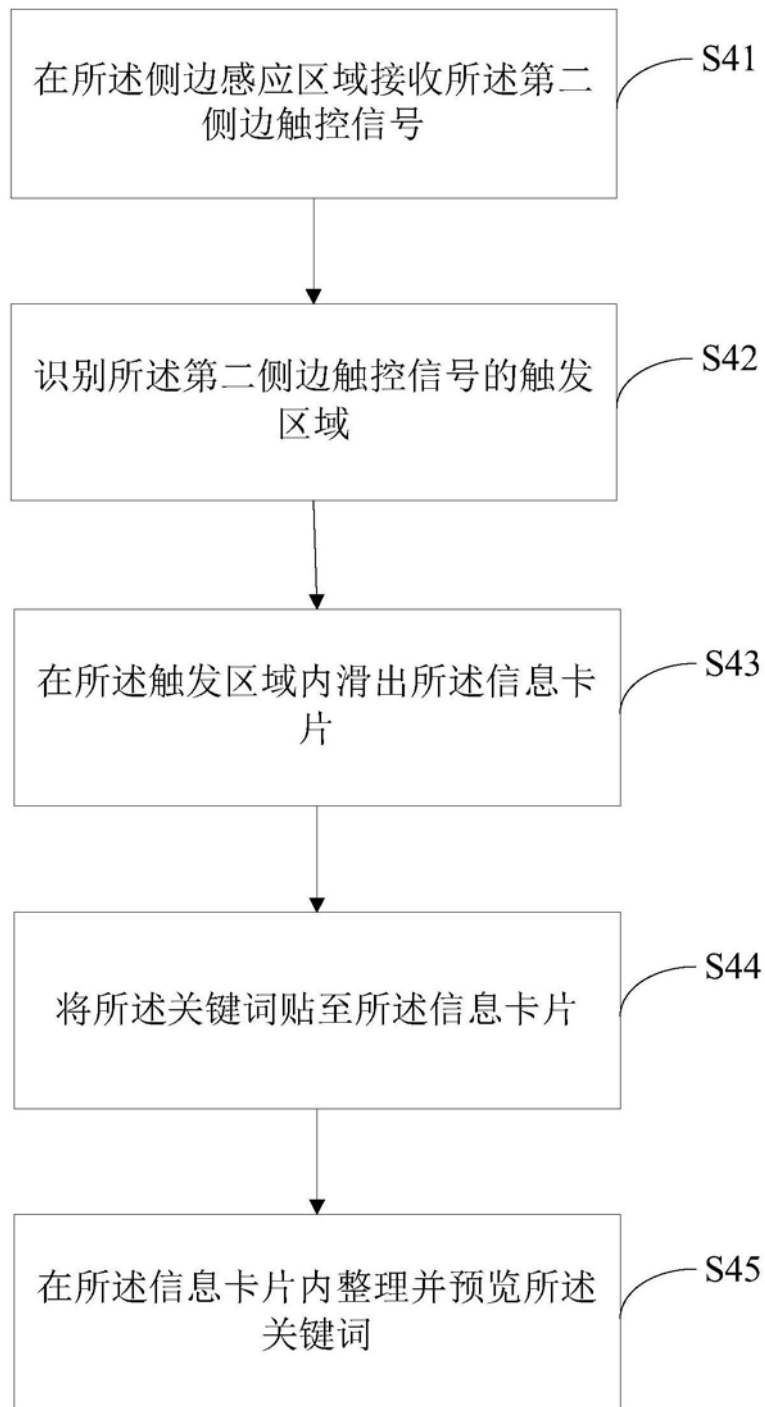 在所述侧边感应区域接收所述第二
侧边触控信号
S41
识别所述第二侧边触控信号的触发
区域
S42
在所述触发区域内滑出所述信息卡
片
S43
将所述关键词贴至所述信息卡片
S44
在所述信息卡片内整理并预览所述
关键词
S45